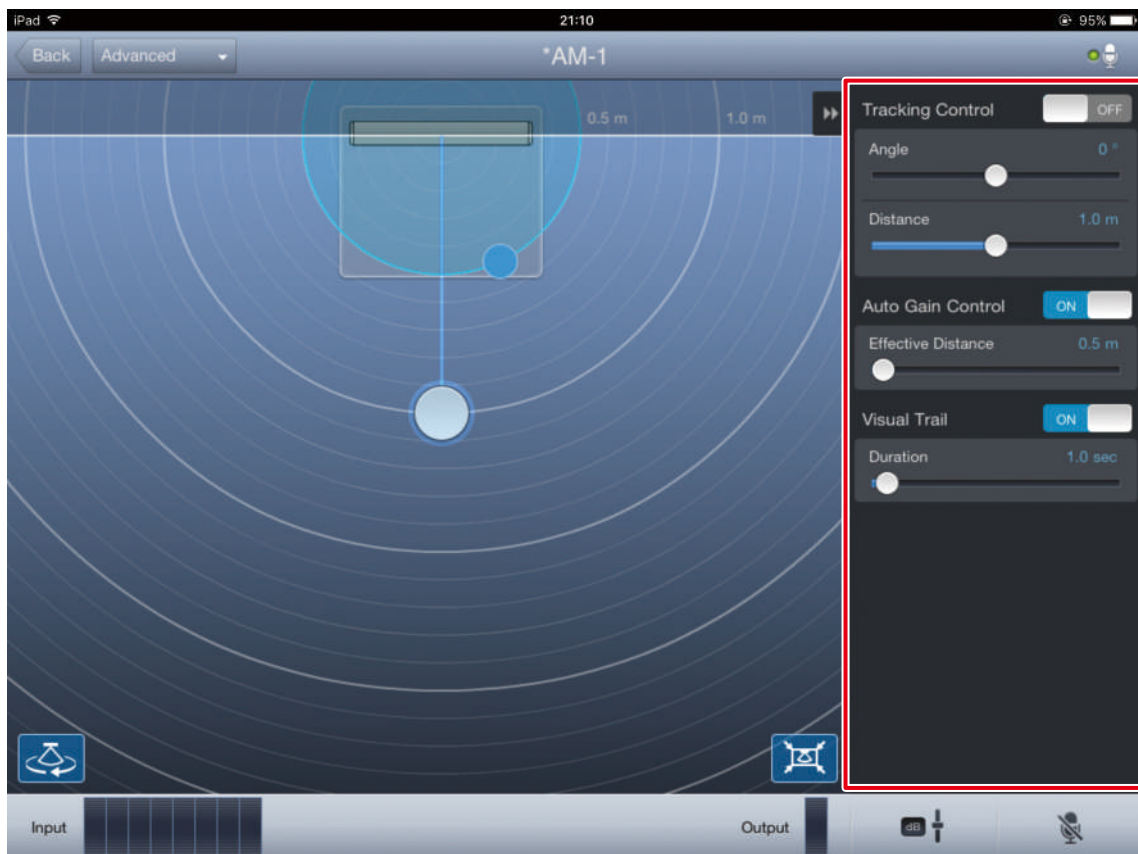 iPad 21:10 95%
Back Advanced *AM-1
0.5 m 1.0 m
Tracking Control OFF
Angle 0 °
Distance 1.0 m
Auto Gain Control ON
Effective Distance 0.5 m
Visual Trail ON
Duration 1.0 sec
Input Output dB